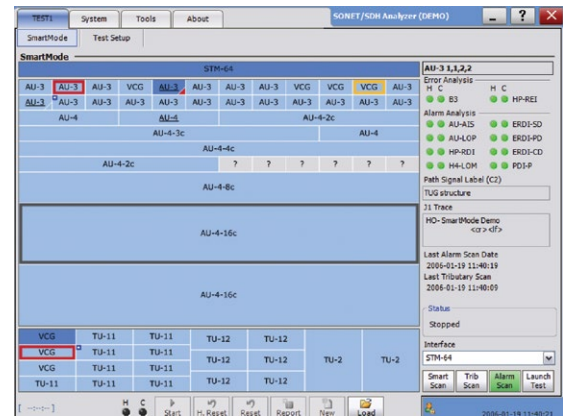 TEST1 System Tools About SONET/SDH Analyzer (DEMO)
SmartMode Test Setup
SmartMode
STM-64
AU-3 AU-3 AU-3 VCG AU-3 AU-3 AU-3 AU-3 VCG VCG VCG AU-3
AU-3 AU-3 AU-3 AU-3 AU-3 AU-3 AU-3 AU-3 AU-3 AU-3 AU-3 AU-3
AU-4 AU-4 AU-4-2c
AU-4-3c AU-4
AU-4-4c
AU-4-2c ? ? ? ? ? ?
AU-4-8c
AU-4-16c
AU-4-16c
VCG TU-11 TU-11 TU-12 TU-12 TU-2 TU-2
VCG TU-11 TU-11
VCG TU-11 TU-11 TU-12 TU-12
TU-11 TU-11 TU-11 TU-12 TU-12
AU-3 1,1,2,2
Error Analysis
H C H C
B3 HP-REI
Alarm Analysis
AU-AIS ERDI-SD
AU-LOP ERDI-PD
HP-RDI ERDI-CD
H4-LOM PDI-P
Path Signal Label (C2)
TUG structure
J1 Trace
HO- SmartMode Demo
<cr> <lf>
Last Alarm Scan Date
2006-01-19 11:40:19
Last Tributary Scan
2006-01-19 11:40:09
Status
Stopped
Interface
STM-64
Smart Scan Trib Scan Alarm Scan Launch Test
[ --:--:-- ] H C Start H. Reset Reset Report New Load
2006-01-19 11:40:21